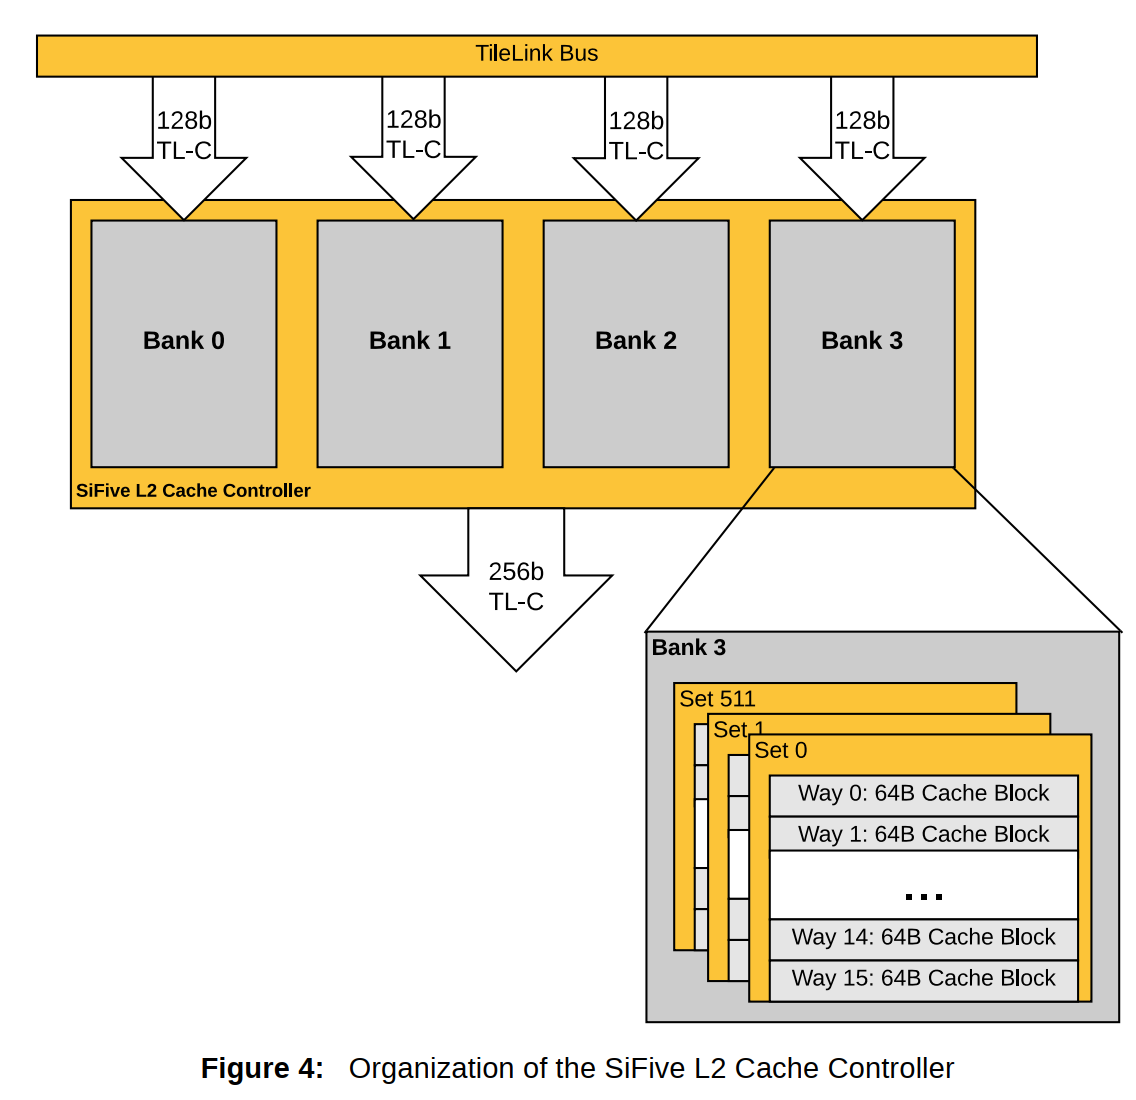 TileLink Bus
128b
TL-C
128b
TL-C
128b
TL-C
128b
TL-C
Bank 0
Bank 1
Bank 2
Bank 3
SiFive L2 Cache Controller
256b
TL-C
Bank 3
Set 511
Set 1
Set 0
Way 0: 64B Cache Block
Way 1: 64B Cache Block
...
Way 14: 64B Cache Block
Way 15: 64B Cache Block
Figure 4: Organization of the SiFive L2 Cache Controller